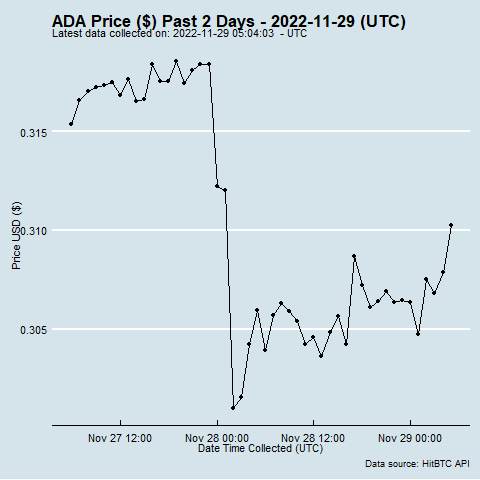 ADA Price ($) Past 2 Days - 2022-11-29 (UTC)
Latest data collected on: 2022-11-29 05:04:03 - UTC
0.315
0.310
0.305
Price USD ($)
Nov 27 12:00 Nov 28 00:00 Nov 28 12:00 Nov 29 00:00
Date Time Collected (UTC)
Data source: HitBTC API